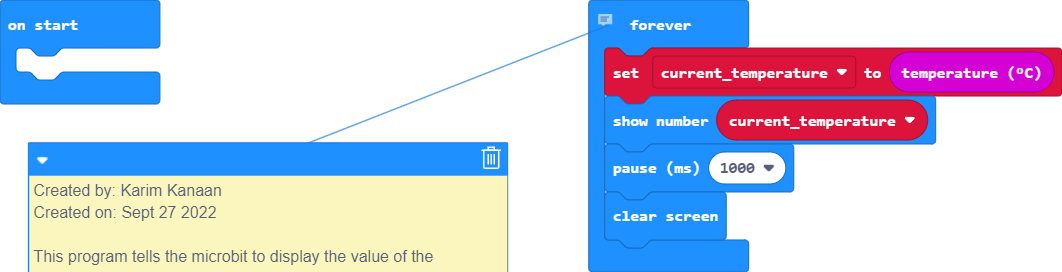 on start
forever
set current_temperature to temperature (ºC)
show number current_temperature
pause (ms) 1000
clear screen
Created by: Karim Kanaan
Created on: Sept 27 2022
This program tells the microbit to display the value of the